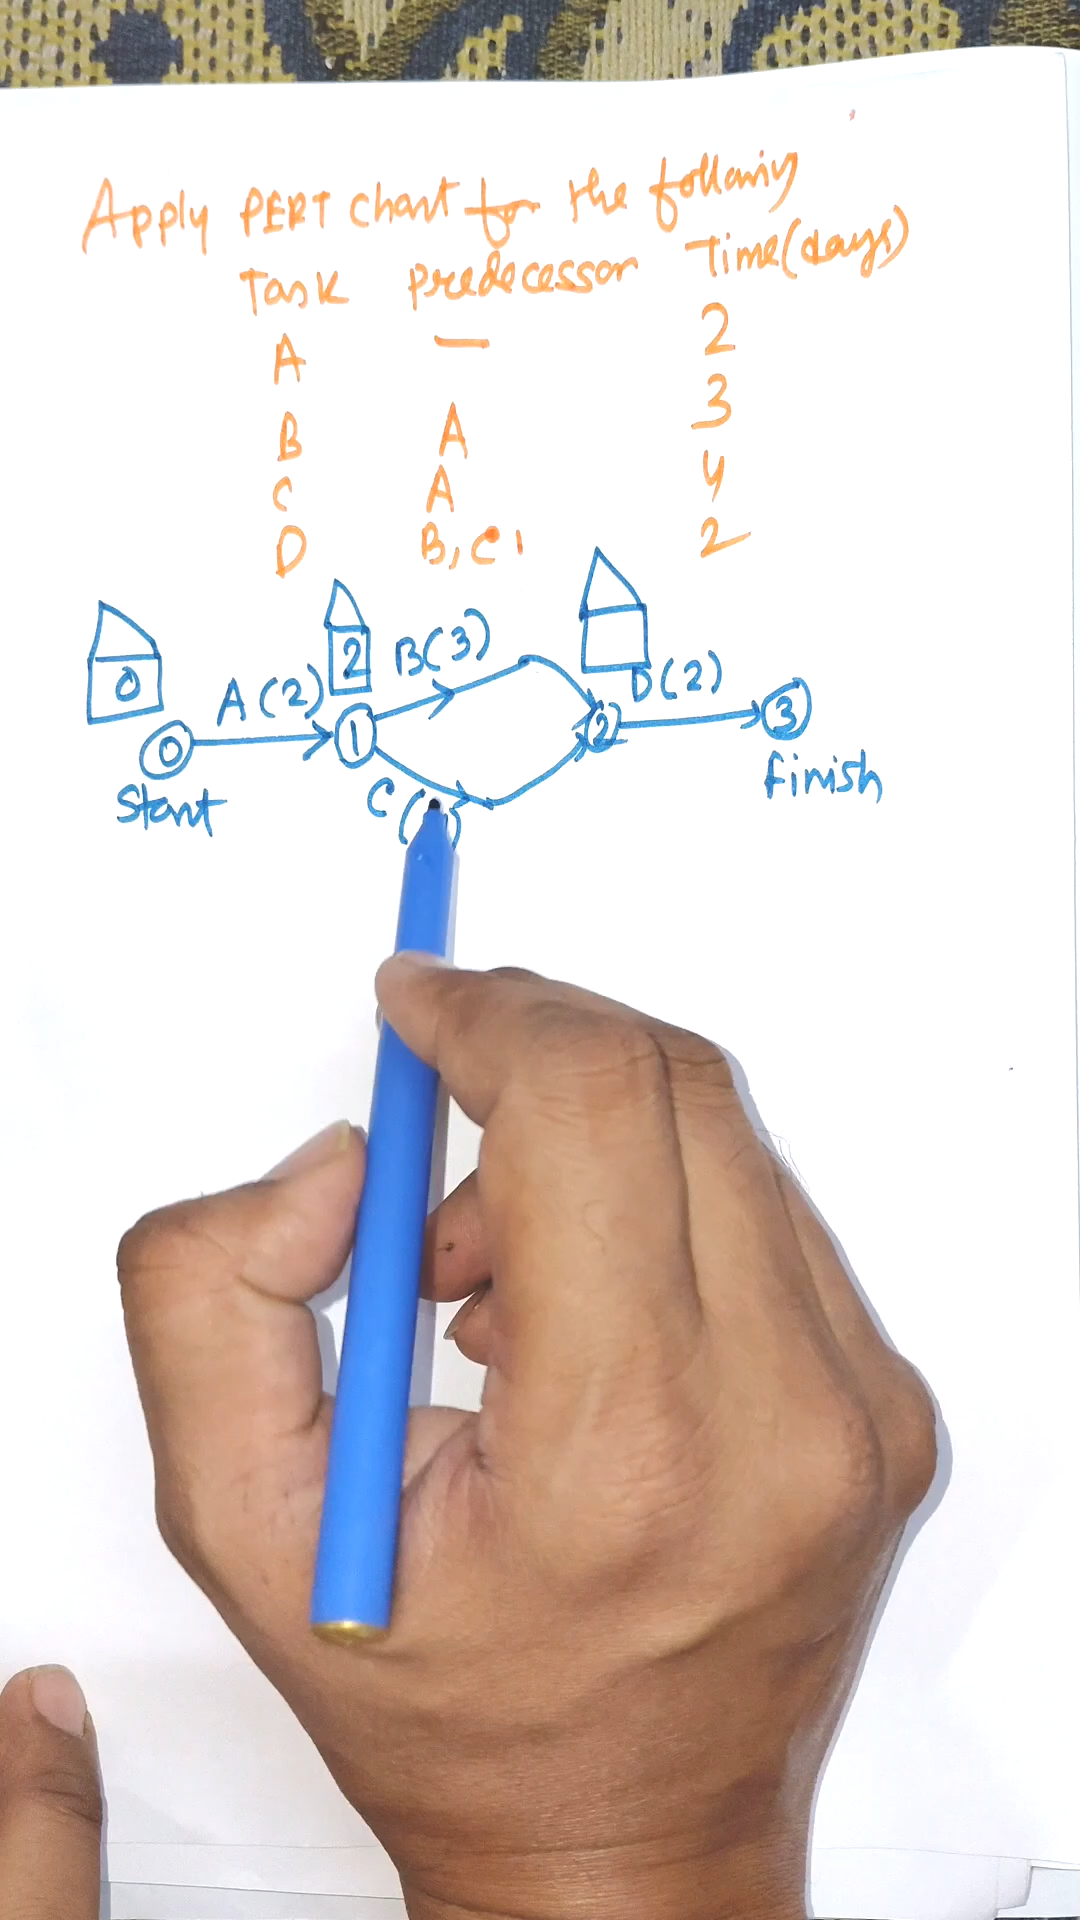 Apply PERT chart for the following
Task Predecessor Time(days)
A — 2
B A 3
C A 4
D B, C 2
0 2
A(2) B(3) D(2)
0 1 2 3
Start C ( ) finish